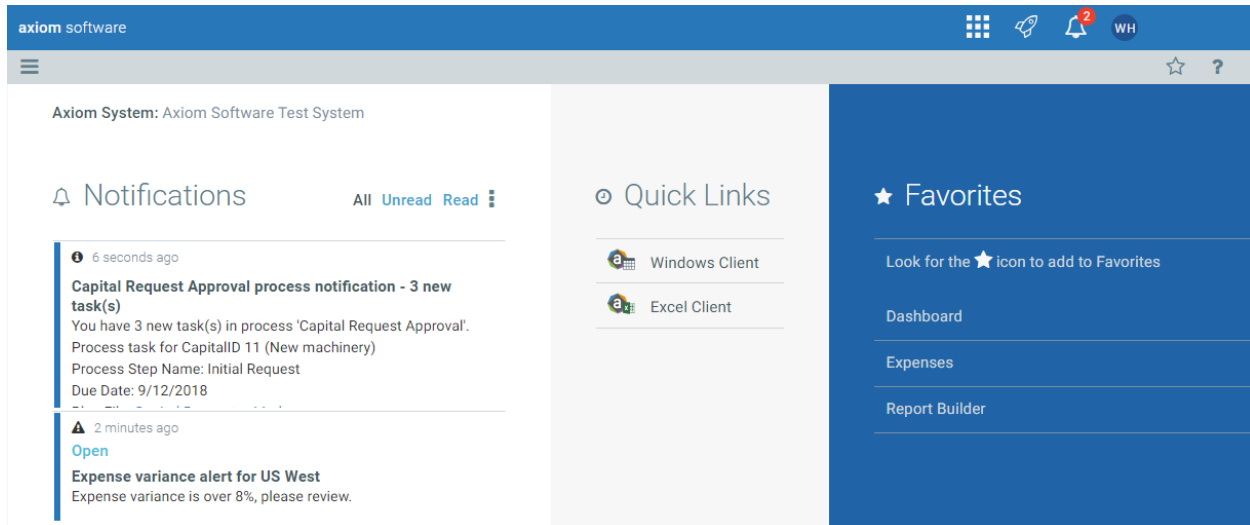 axiom software
2
WH
?
Axiom System: Axiom Software Test System
Notifications
All Unread Read
6 seconds ago
Capital Request Approval process notification - 3 new
task(s)
You have 3 new task(s) in process 'Capital Request Approval'.
Process task for CapitalID 11 (New machinery)
Process Step Name: Initial Request
Due Date: 9/12/2018
2 minutes ago
Open
Expense variance alert for US West
Expense variance is over 8%, please review.
Quick Links
Windows Client
Excel Client
Favorites
Look for the icon to add to Favorites
Dashboard
Expenses
Report Builder